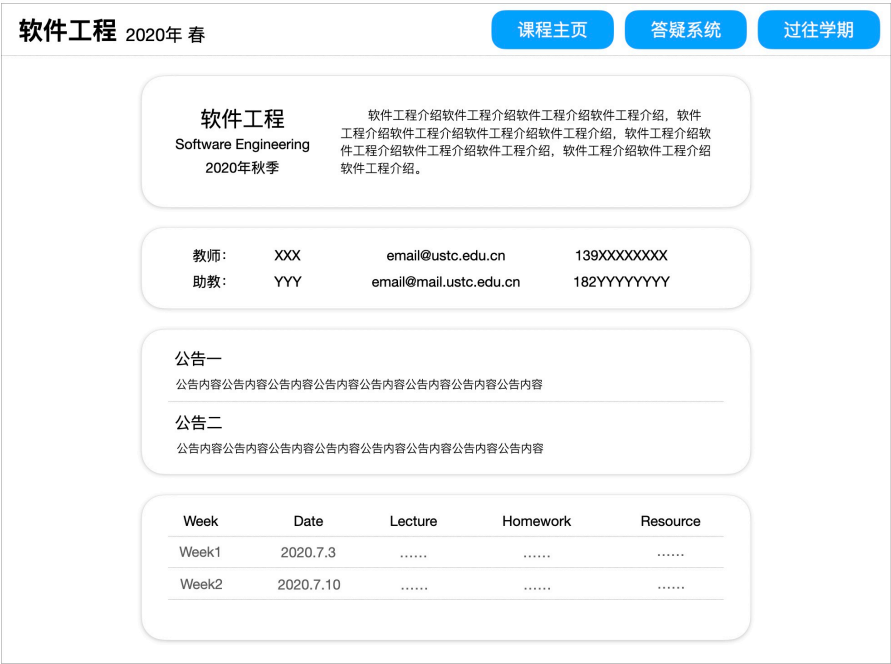 软件工程 2020年 春 课程主页 答疑系统 过往学期
软件工程
Software Engineering
2020年秋季
软件工程介绍软件工程介绍软件工程介绍软件工程介绍，软件
工程介绍软件工程介绍软件工程介绍软件工程介绍，软件工程介绍软
件工程介绍软件工程介绍软件工程介绍，软件工程介绍软件工程介绍
软件工程介绍。
教师： XXX email@ustc.edu.cn 139XXXXXXXX
助教： YYY email@mail.ustc.edu.cn 182YYYYYYYY
公告一
公告内容公告内容公告内容公告内容公告内容公告内容公告内容公告内容
公告二
公告内容公告内容公告内容公告内容公告内容公告内容公告内容公告内容
Week Date Lecture Homework Resource
Week1 2020.7.3 ...... ...... ......
Week2 2020.7.10 ...... ...... ......